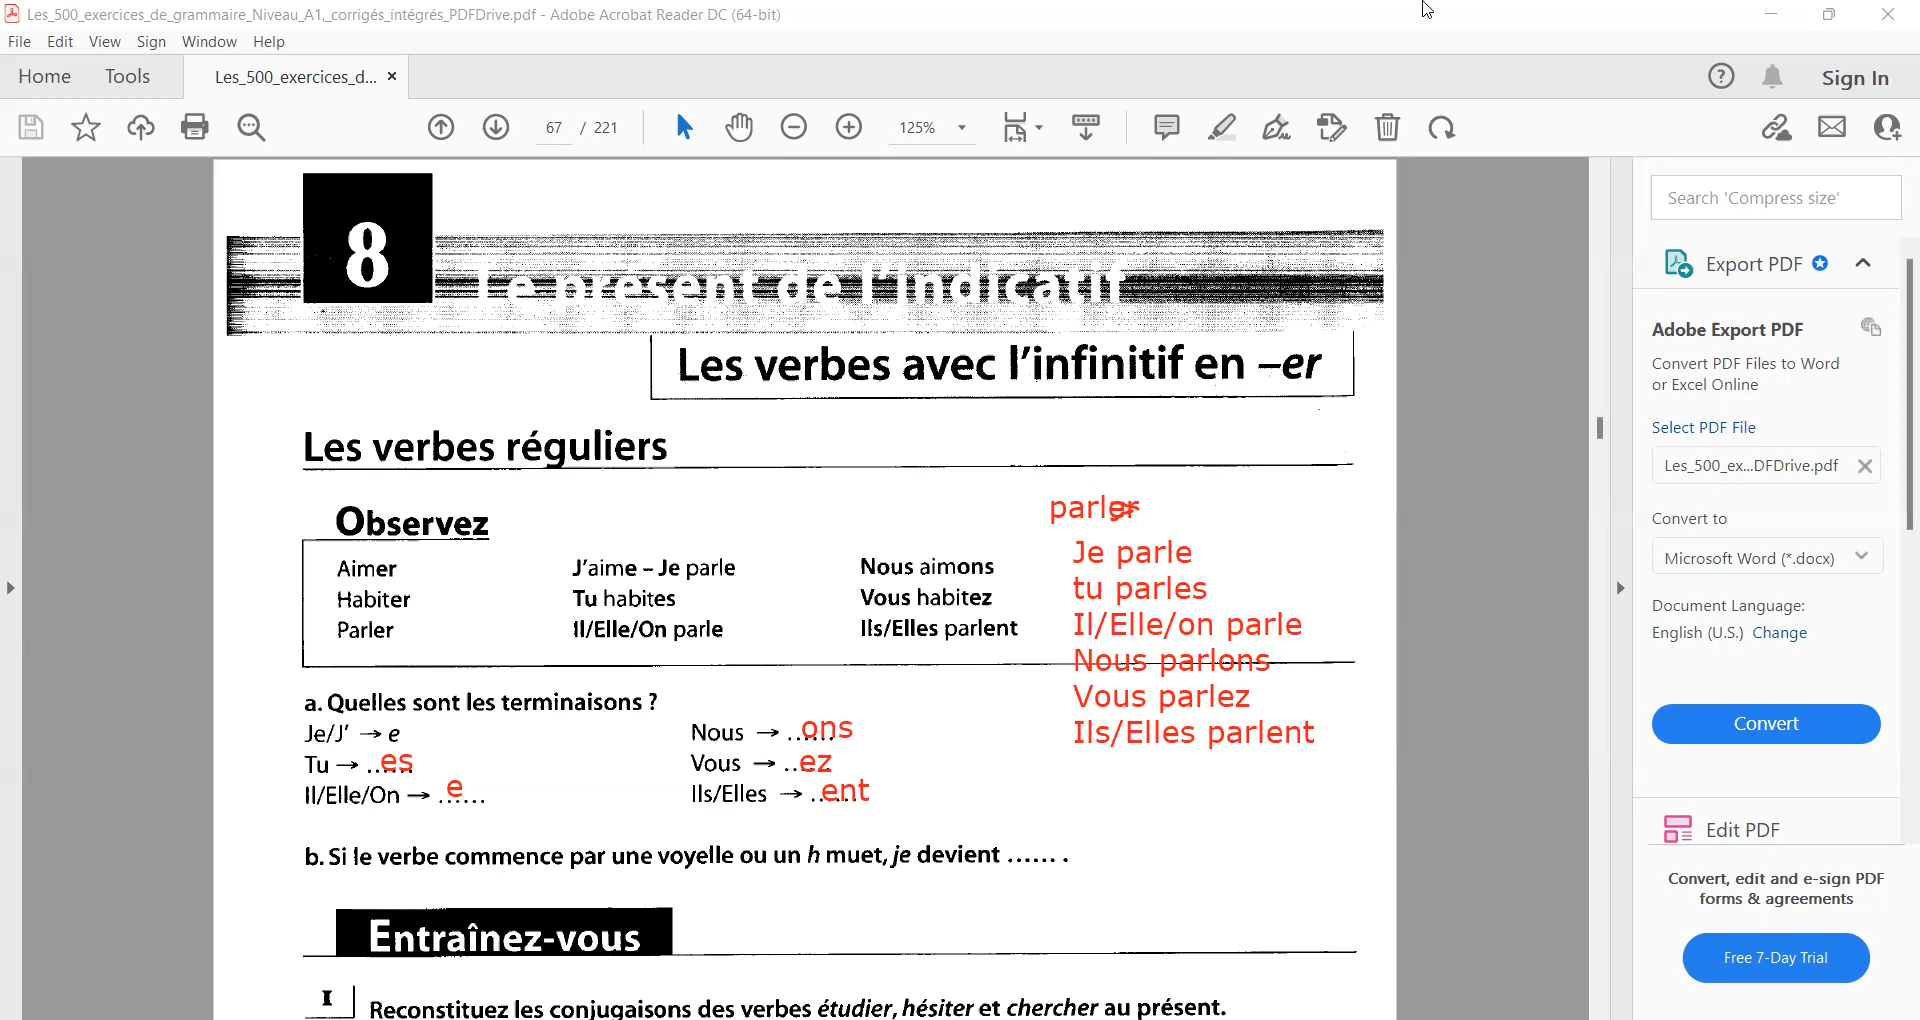 Les_500_exercices_de_grammaire_Niveau_A1,_corrigés_intégrés_PDFDrive.pdf - Adobe Acrobat Reader DC (64-bit)
File Edit View Sign Window Help
Home Tools Les_500_exercices_d... × Sign In
67 / 221 125%
8
Le présent de l'indicatif
Les verbes avec l'infinitif en –er
Les verbes réguliers
Observez
Aimer J'aime – Je parle Nous aimons
Habiter Tu habites Vous habitez
Parler Il/Elle/On parle Ils/Elles parlent
parler
Je parle
tu parles
Il/Elle/on parle
Nous parlons
Vous parlez
Ils/Elles parlent
a. Quelles sont les terminaisons ?
Je/J' → e Nous → ......ons
Tu → ......es Vous → ......ez
Il/Elle/On → ......e Ils/Elles → ......ent
b. Si le verbe commence par une voyelle ou un h muet, je devient ...... .
Entraînez-vous
I Reconstituez les conjugaisons des verbes étudier, hésiter et chercher au présent.
Search 'Compress size'
Export PDF
Adobe Export PDF
Convert PDF Files to Word
or Excel Online
Select PDF File
Les_500_ex...DFDrive.pdf
Convert to
Microsoft Word (*.docx)
Document Language:
English (U.S.) Change
Convert
Edit PDF
Convert, edit and e-sign PDF
forms & agreements
Free 7-Day Trial